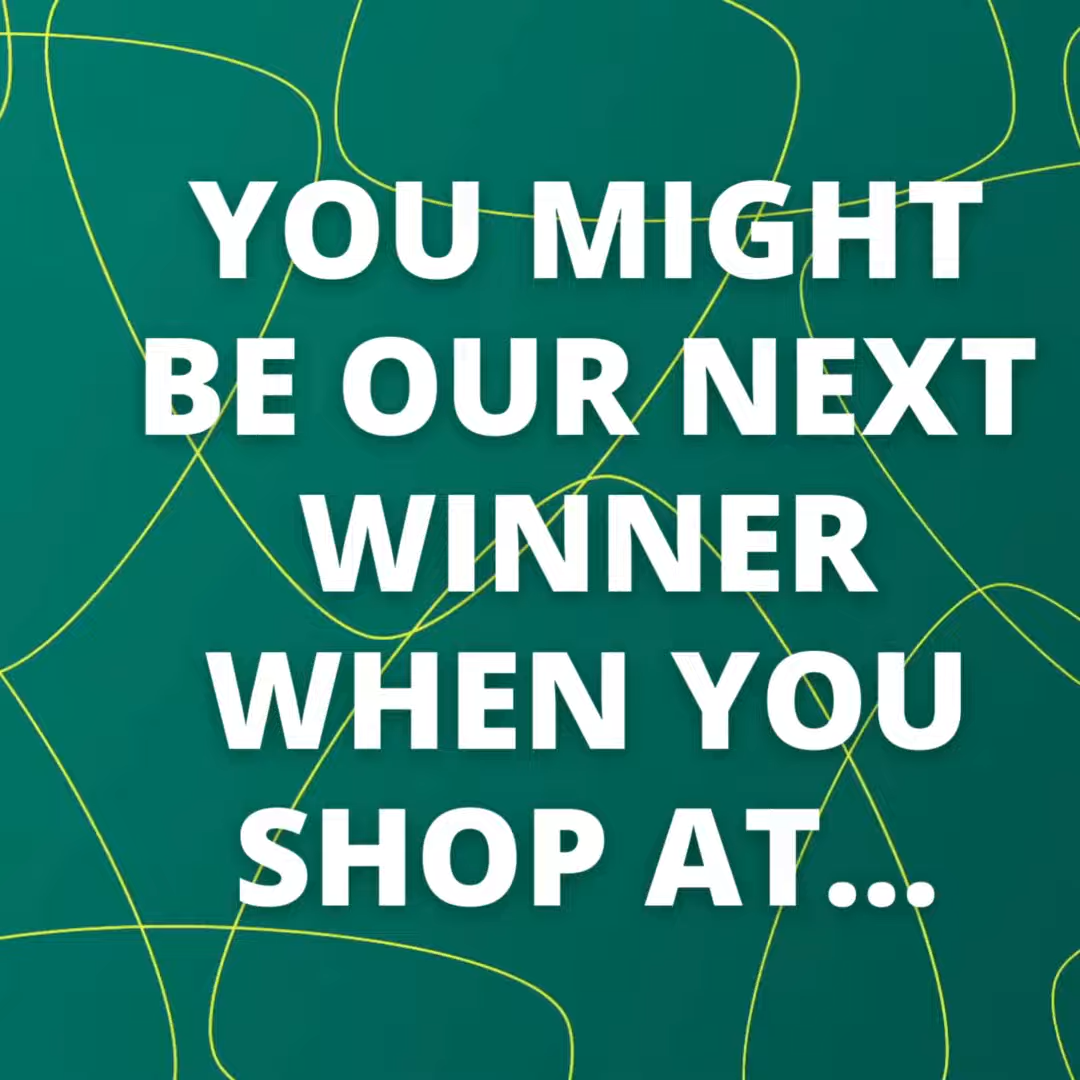 YOU MIGHT
BE OUR NEXT
WINNER
WHEN YOU
SHOP AT...